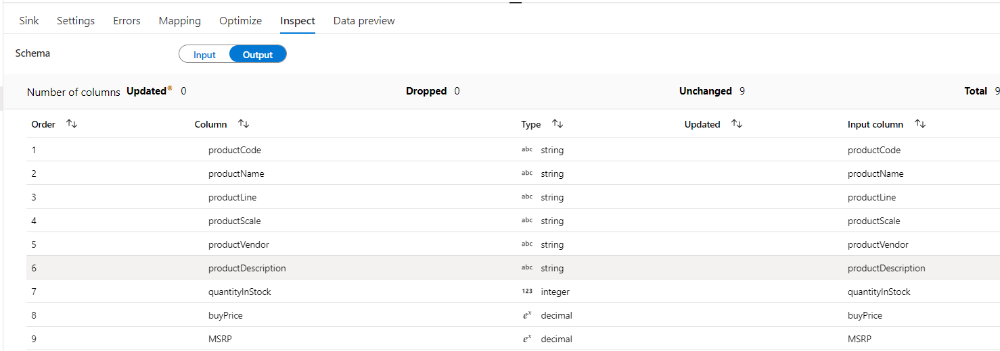 Sink Settings Errors Mapping Optimize Inspect Data preview
Schema Input Output
Number of columns Updated* 0 Dropped 0 Unchanged 9 Total 9
Order Column Type Updated Input column
1 productCode abc string productCode
2 productName abc string productName
3 productLine abc string productLine
4 productScale abc string productScale
5 productVendor abc string productVendor
6 productDescription abc string productDescription
7 quantityInStock 123 integer quantityInStock
8 buyPrice eˣ decimal buyPrice
9 MSRP eˣ decimal MSRP